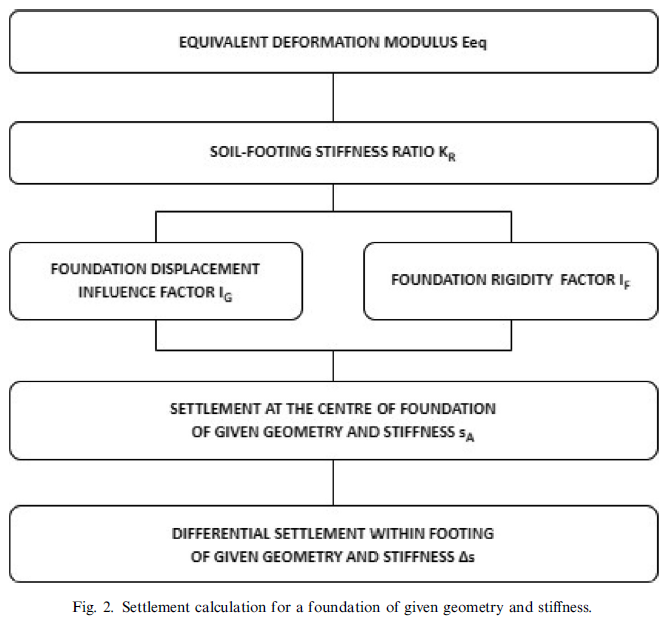 EQUIVALENT DEFORMATION MODULUS Eeq
SOIL-FOOTING STIFFNESS RATIO KR
FOUNDATION DISPLACEMENT
INFLUENCE FACTOR IG
FOUNDATION RIGIDITY FACTOR IF
SETTLEMENT AT THE CENTRE OF FOUNDATION
OF GIVEN GEOMETRY AND STIFFNESS sA
DIFFERENTIAL SETTLEMENT WITHIN FOOTING
OF GIVEN GEOMETRY AND STIFFNESS Δs
Fig. 2. Settlement calculation for a foundation of given geometry and stiffness.